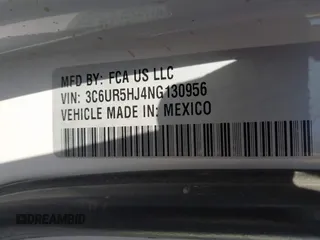 MFD BY: FCA US LLC
VIN: 3C6UR5HJ4NG130956
VEHICLE MADE IN: MEXICO
DREAMBID